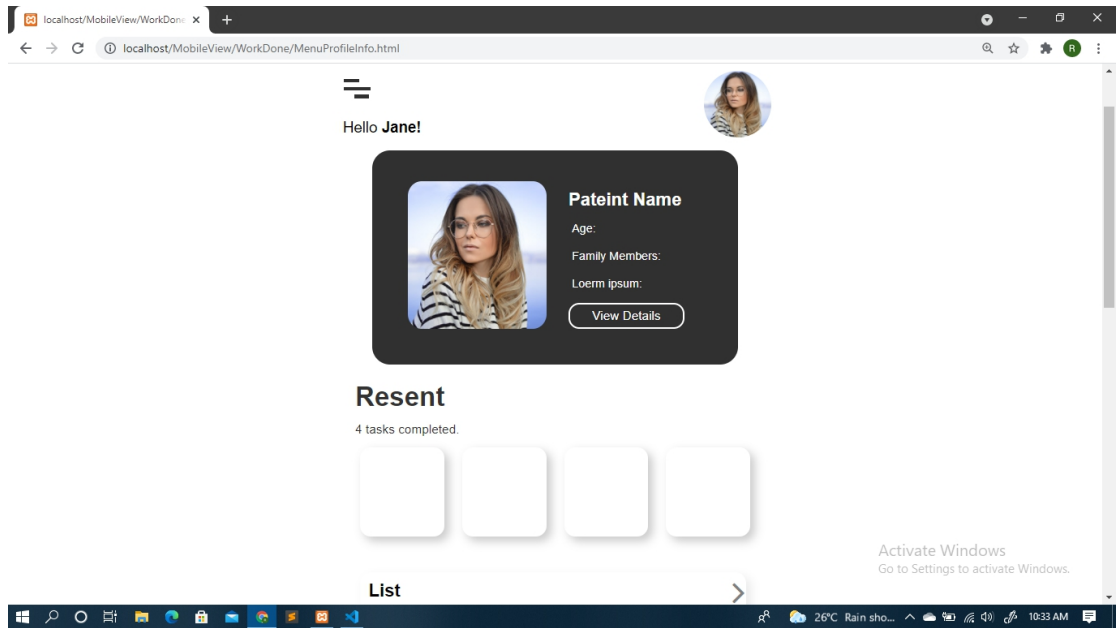 localhost/MobileView/WorkDone
localhost/MobileView/WorkDone/MenuProfileInfo.html
R
Hello Jane!
Pateint Name
Age:
Family Members:
Loerm ipsum:
View Details
Resent
4 tasks completed.
List
Activate Windows
Go to Settings to activate Windows.
26°C Rain sho...
10:33 AM